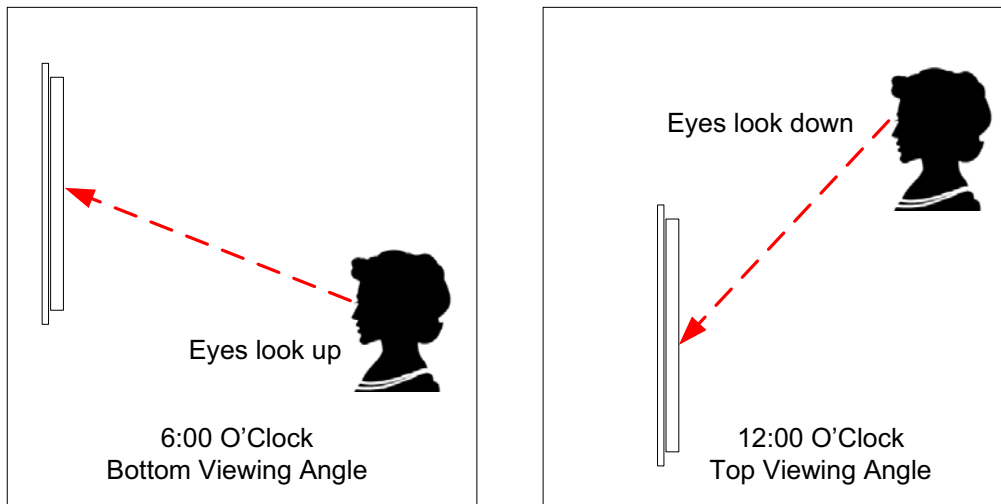 Eyes look up
6:00 O’Clock
Bottom Viewing Angle
Eyes look down
12:00 O’Clock
Top Viewing Angle